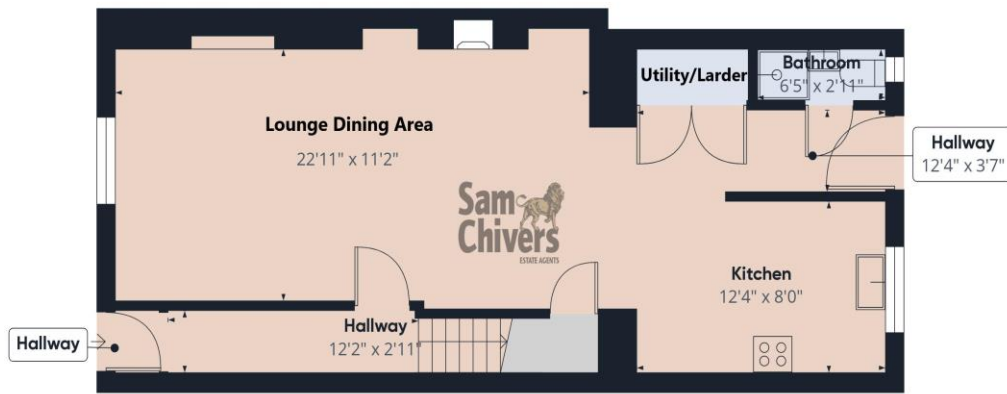 Lounge Dining Area
22'11" x 11'2"
Utility/Larder
Bathroom
6'5" x 2'11"
Hallway
12'4" x 3'7"
Sam
Chivers
ESTATE AGENTS
Kitchen
12'4" x 8'0"
Hallway
Hallway
12'2" x 2'11"